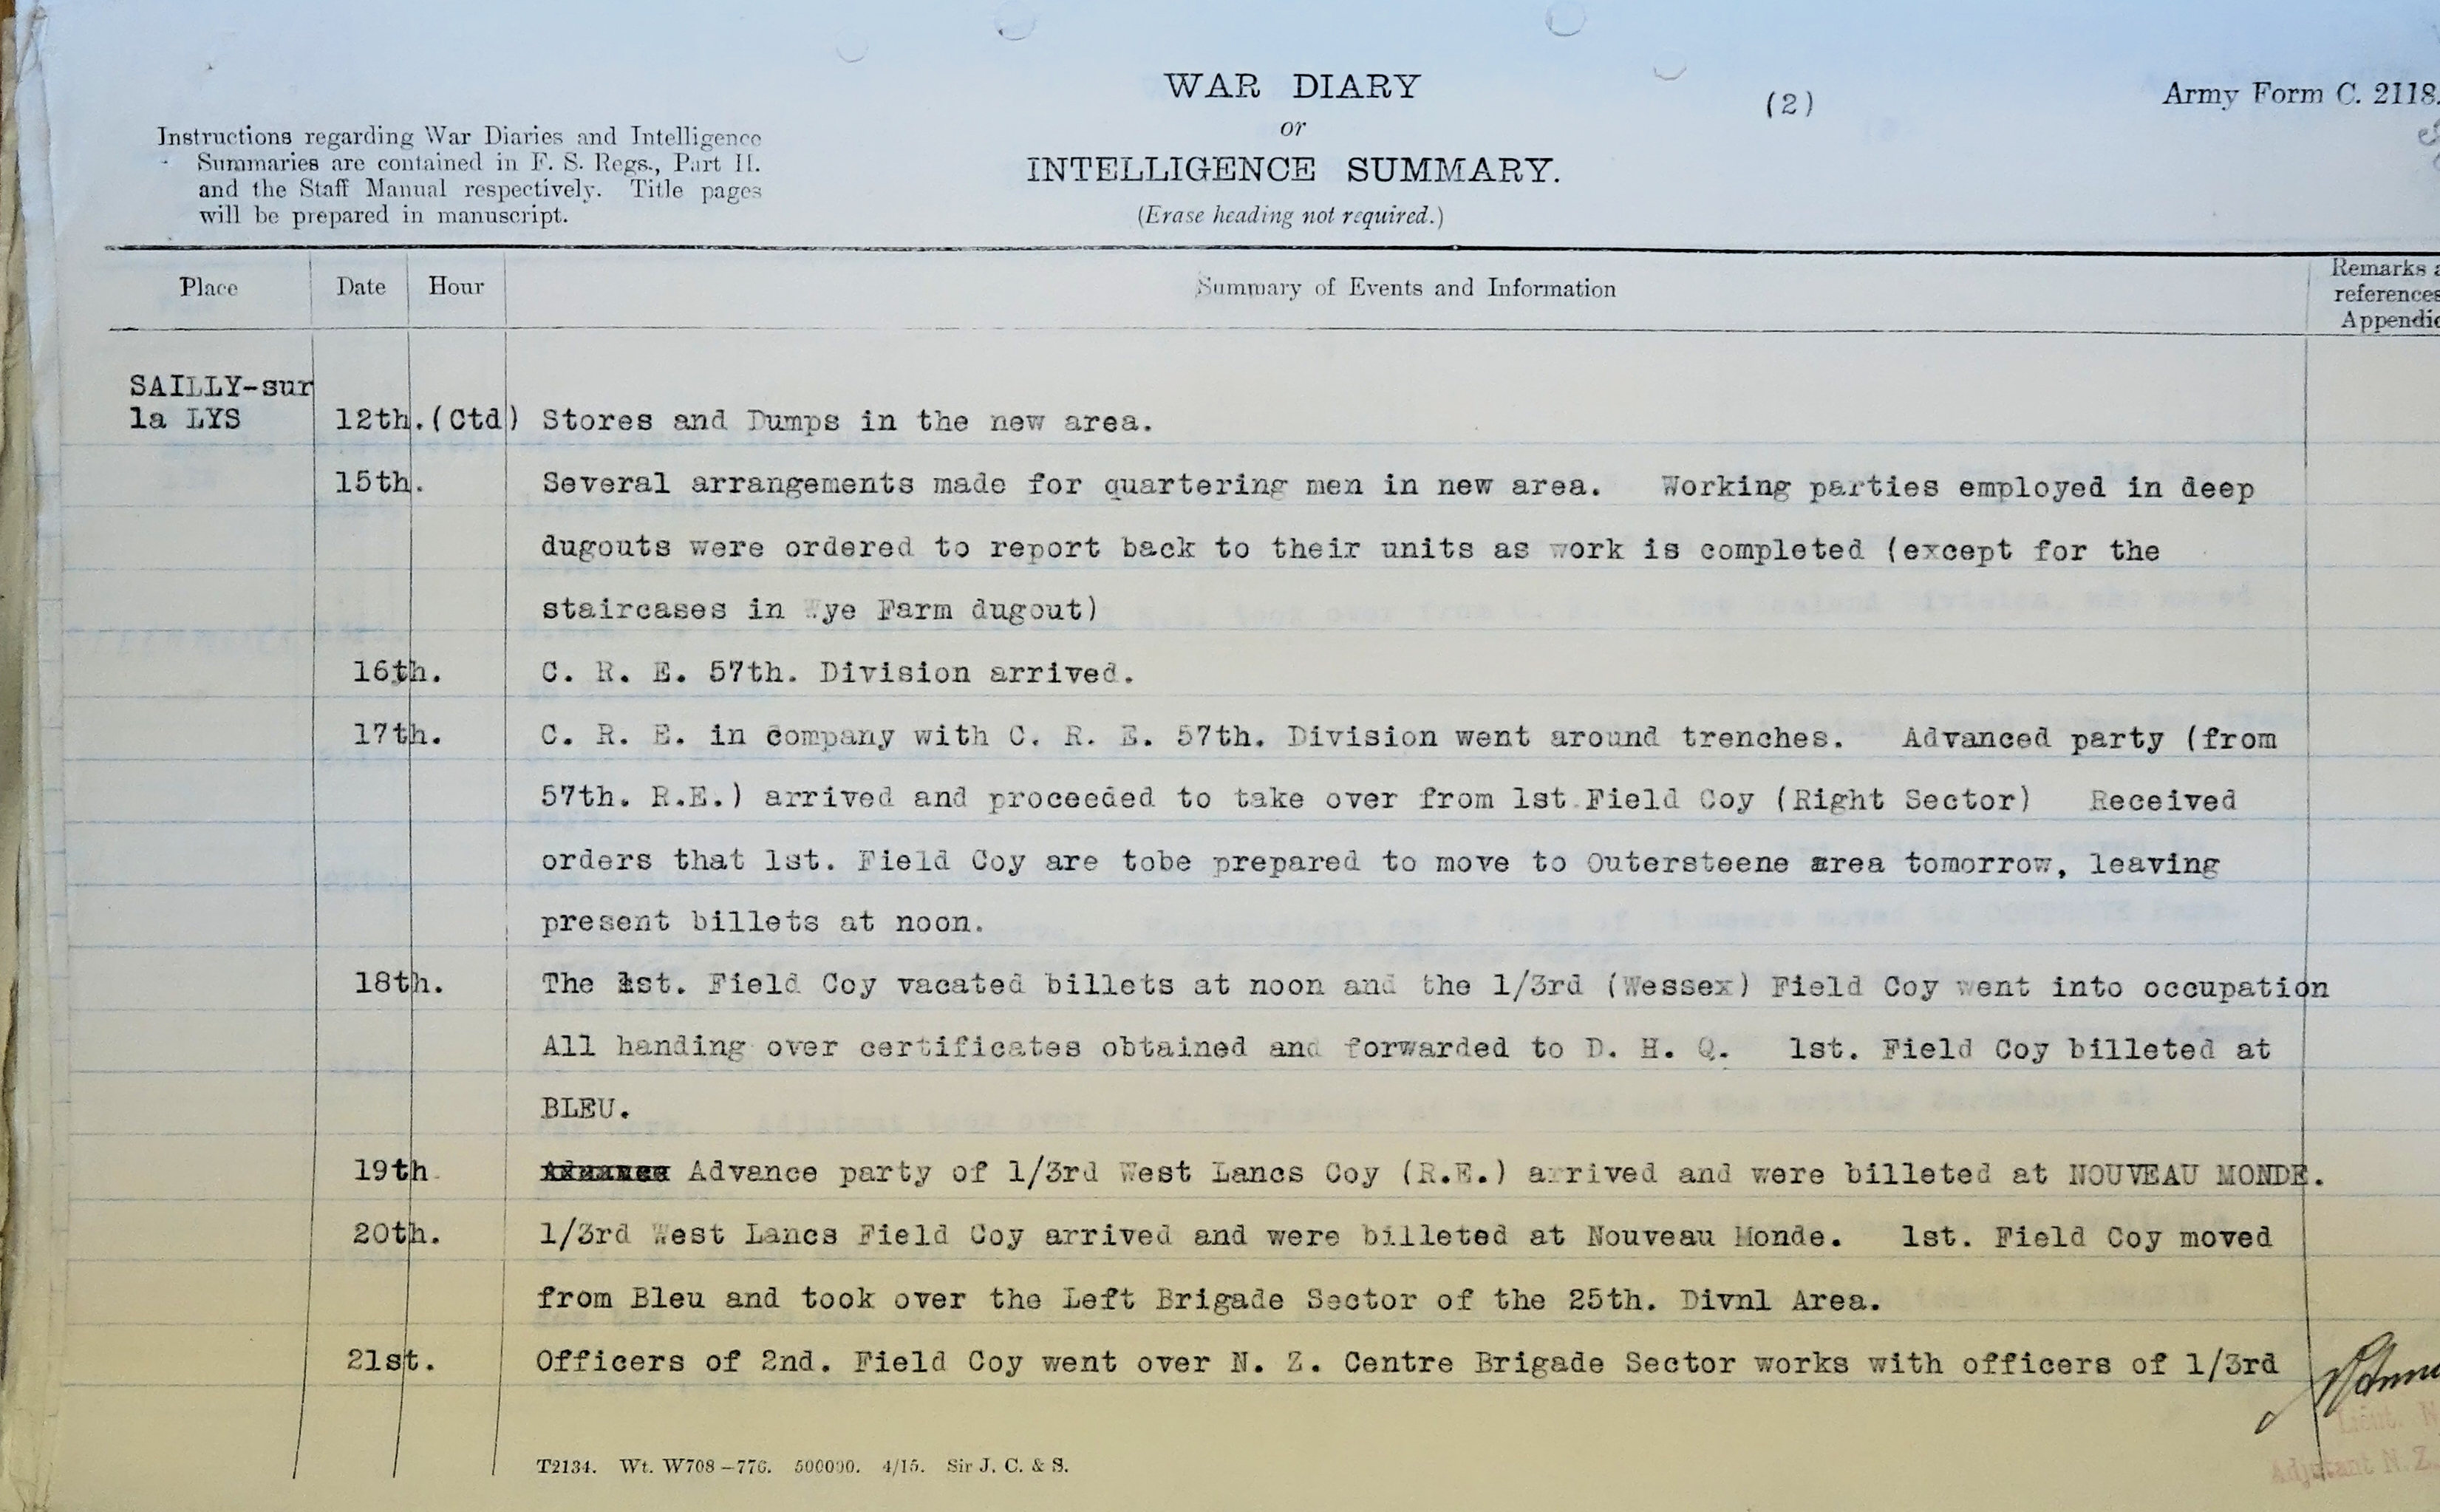 WAR DIARY
or
INTELLIGENCE SUMMARY.
(Erase heading not required.)
(2)
Army Form C. 2118.
Instructions regarding War Diaries and Intelligence
Summaries are contained in F. S. Regs., Part II.
and the Staff Manual respectively. Title pages
will be prepared in manuscript.
Place Date Hour Summary of Events and Information Remarks
references
SAILLY-sur
la LYS 12th.(Ctd) Stores and Dumps in the new area.
15th. Several arrangements made for quartering men in new area. Working parties employed in deep
dugouts were ordered to report back to their units as work is completed (except for the
staircases in Wye Farm dugout)
16th. C. R. E. 57th. Division arrived.
17th. C. R. E. in company with C. R. E. 57th. Division went around trenches. Advanced party (from
57th. R.E.) arrived and proceeded to take over from 1st.Field Coy (Right Sector) Received
orders that 1st. Field Coy are tobe prepared to move to Outersteene area tomorrow, leaving
present billets at noon.
18th. The 1st. Field Coy vacated billets at noon and the 1/3rd (Wessex) Field Coy went into occupation
All handing over certificates obtained and forwarded to D. H. Q. 1st. Field Coy billeted at
BLEU.
19th Advance party of 1/3rd West Lancs Coy (R.E.) arrived and were billeted at NOUVEAU MONDE.
20th. 1/3rd West Lancs Field Coy arrived and were billeted at Nouveau Monde. 1st. Field Coy moved
from Bleu and took over the Left Brigade Sector of the 25th. Divnl Area.
21st. Officers of 2nd. Field Coy went over N. Z. Centre Brigade Sector works with officers of 1/3rd
Lieut.
Adjutant N.Z.
T2134. Wt. W708-776. 500000. 4/15. Sir J. C. & S.